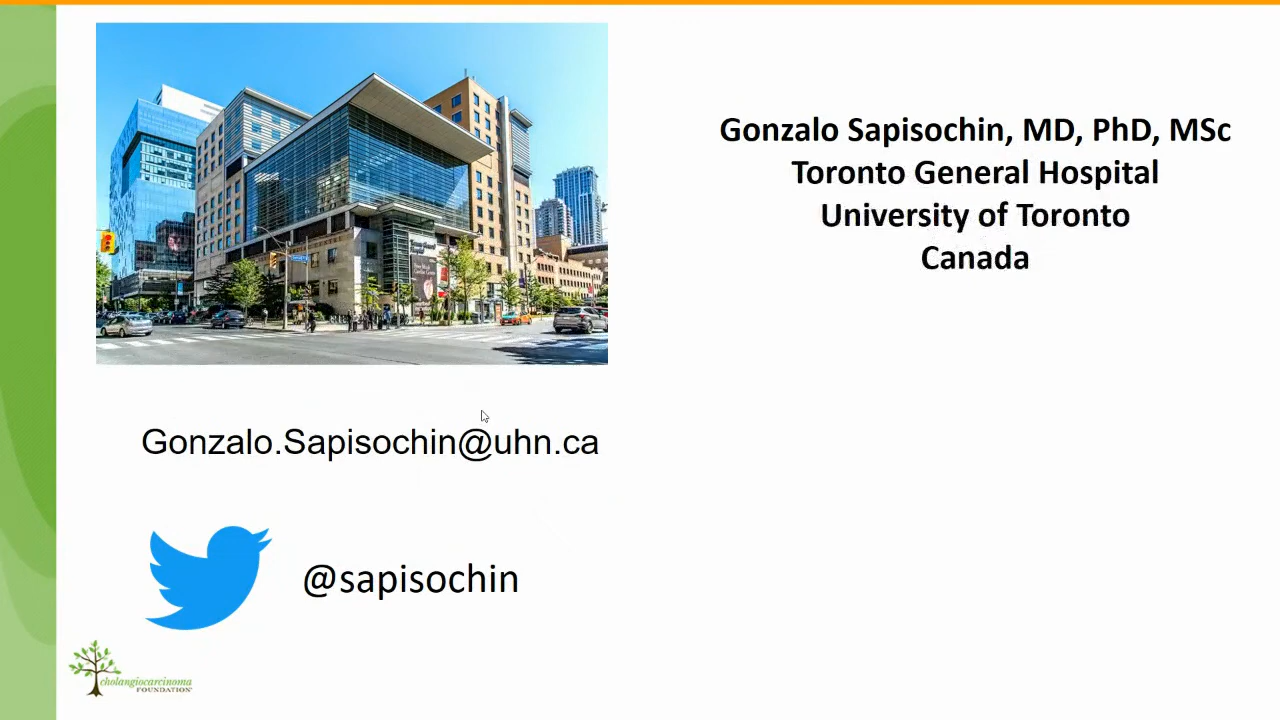 Gonzalo Sapisochin, MD, PhD, MSc
Toronto General Hospital
University of Toronto
Canada
Gonzalo.Sapisochin@uhn.ca
@sapisochin
cholangiocarcinoma
FOUNDATION